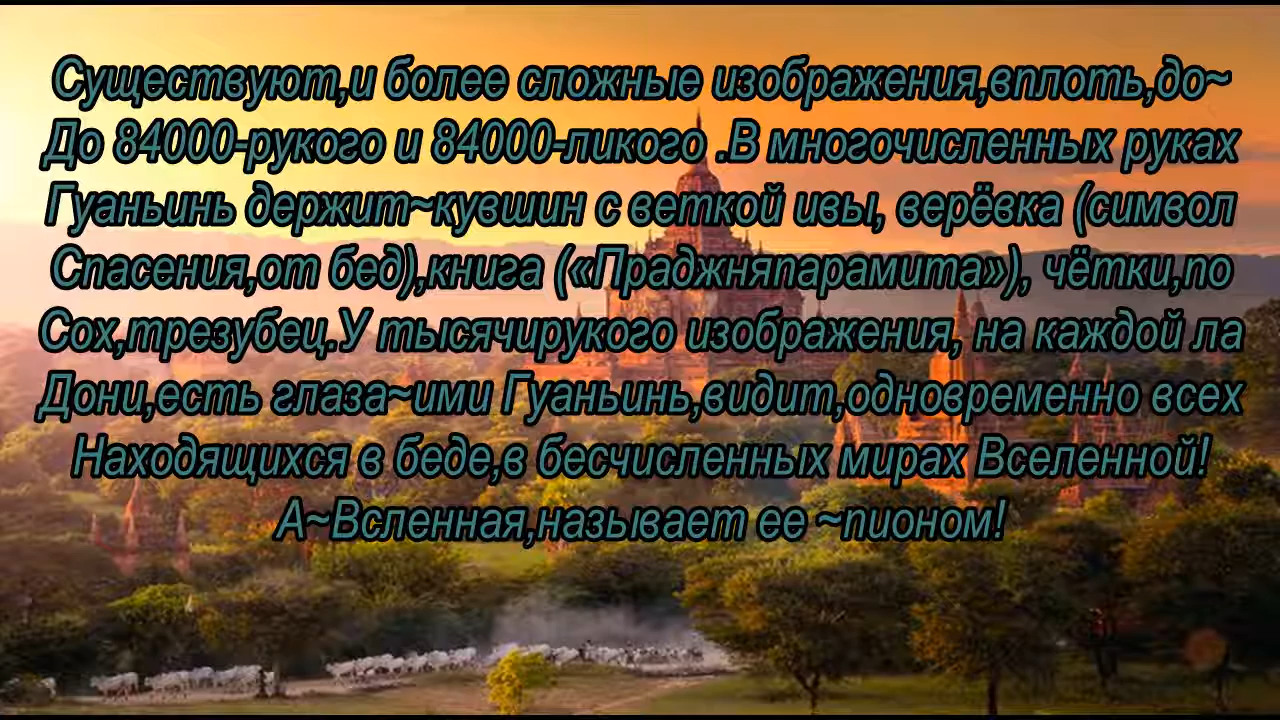 Существуют,и более сложные изображения,вплоть,до~
До 84000-рукого и 84000-ликого .В многочисленных руках
Гуаньинь держит~кувшин с веткой ивы, верёвка (символ
Спасения,от бед),книга («Праджняпарамита»), чётки,по
Сох,трезубец.У тысячирукого изображения, на каждой ла
Дони,есть глаза~ими Гуаньинь,видит,одновременно всех
Находящихся в беде,в бесчисленных мирах Вселенной!
А~Всленная,называет ее ~пионом!